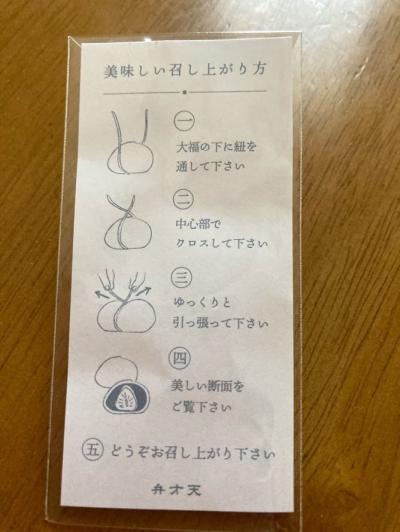 美味しい召し上がり方
一
大福の下に紐を
通して下さい
二
中心部で
クロスして下さい
三
ゆっくりと
引っ張って下さい
四
美しい断面を
ご覧下さい
五 どうぞお召し上がり下さい
弁才天